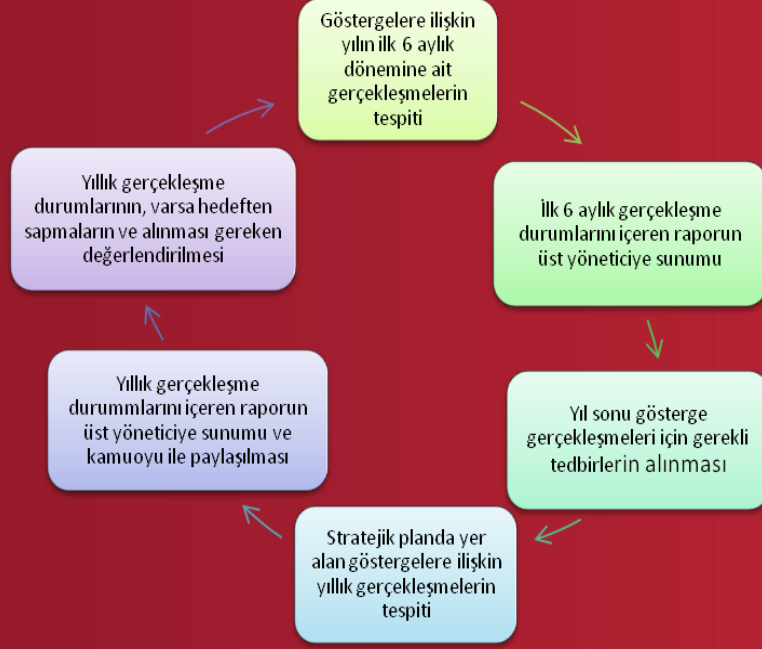 Göstergelere ilişkin
yılın ilk 6 aylık
dönemine ait
gerçekleşmelerin
tespiti
İlk 6 aylık gerçekleşme
durumlarını içeren raporun
üst yöneticiye sunumu
Yıl sonu gösterge
gerçekleşmeleri için gerekli
tedbirlerin alınması
Stratejik planda yer
alan göstergelere ilişkin
yıllık gerçekleşmelerin
tespiti
Yıllık gerçekleşme
durummlarını içeren raporun
üst yöneticiye sunumu ve
kamuoyu ile paylaşılması
Yıllık gerçekleşme
durumlarının, varsa hedeften
sapmaların ve alınması gereken
değerlendirilmesi